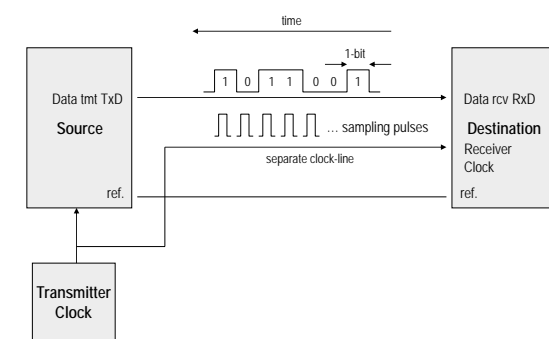 time
1-bit
1 0 1 1 0 0 1
Data tmt TxD
Source
Data rcv RxD
Destination
Receiver
Clock
... sampling pulses
separate clock-line
ref.
ref.
Transmitter
Clock